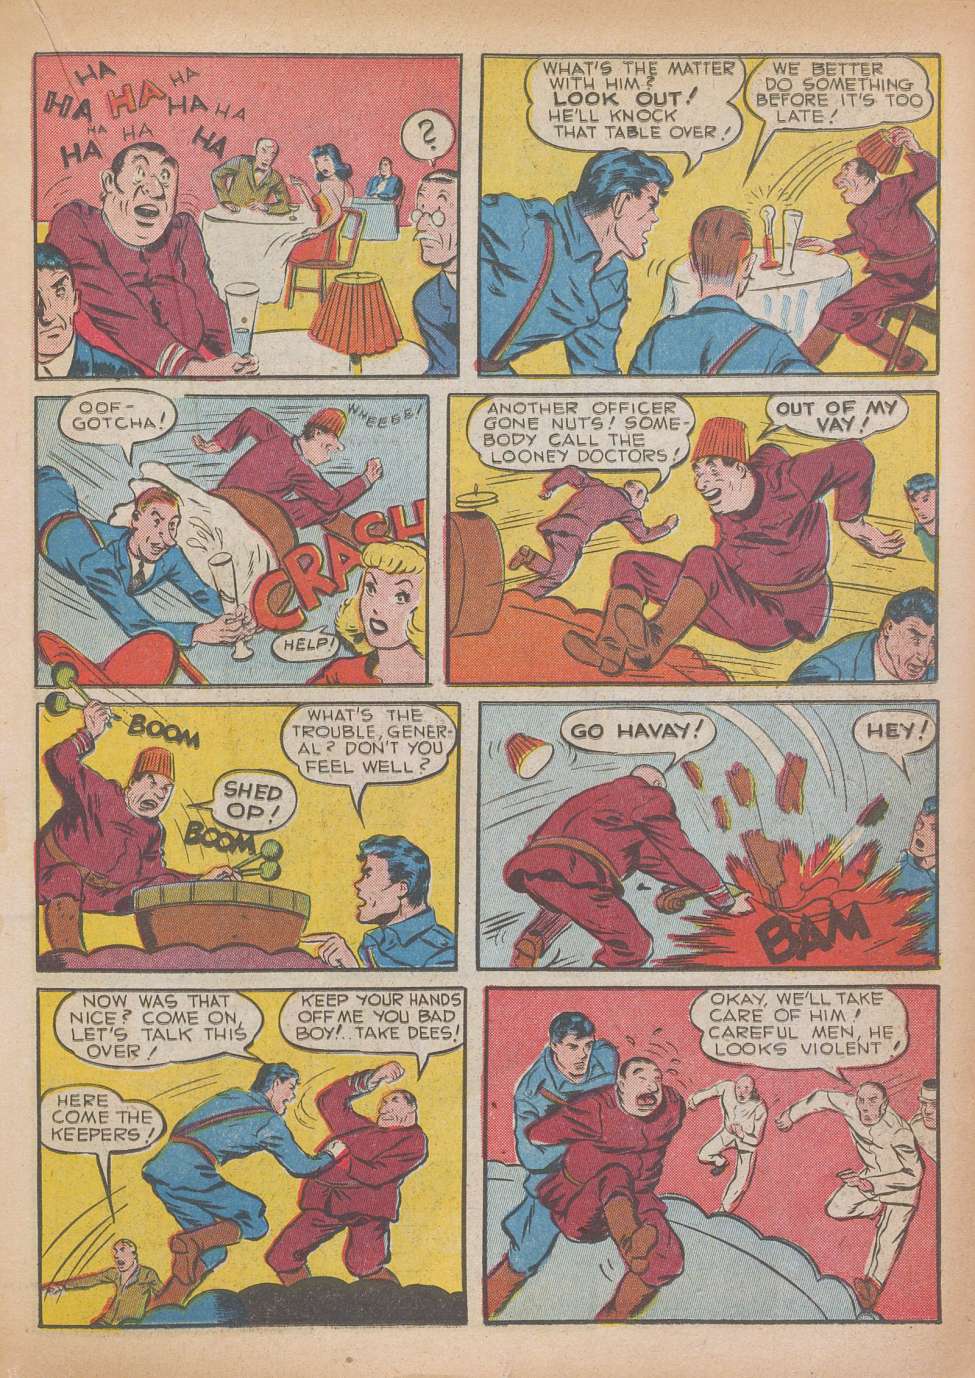 HA
HA HA HA
HA HA
HA HA
HA HA
?
WHAT'S THE MATTER
WITH HIM?
LOOK OUT!
HE'LL KNOCK
THAT TABLE OVER!
WE BETTER
DO SOMETHING
BEFORE IT'S TOO
LATE!
OOF-
GOTCHA!
WHEEEE!
CRASH
HELP!
ANOTHER OFFICER
GONE NUTS! SOME-
BODY CALL THE
LOONEY DOCTORS!
OUT OF MY
VAY!
BOOM
SHED
OP!
BOOM
WHAT'S THE
TROUBLE, GENER-
AL? DON'T YOU
FEEL WELL?
GO HAVAY!
HEY!
BAM
NOW WAS THAT
NICE? COME ON,
LET'S TALK THIS
OVER!
KEEP YOUR HANDS
OFF ME YOU BAD
BOY!..TAKE DEES!
HERE
COME THE
KEEPERS!
OKAY, WE'LL TAKE
CARE OF HIM!
CAREFUL MEN, HE
LOOKS VIOLENT!